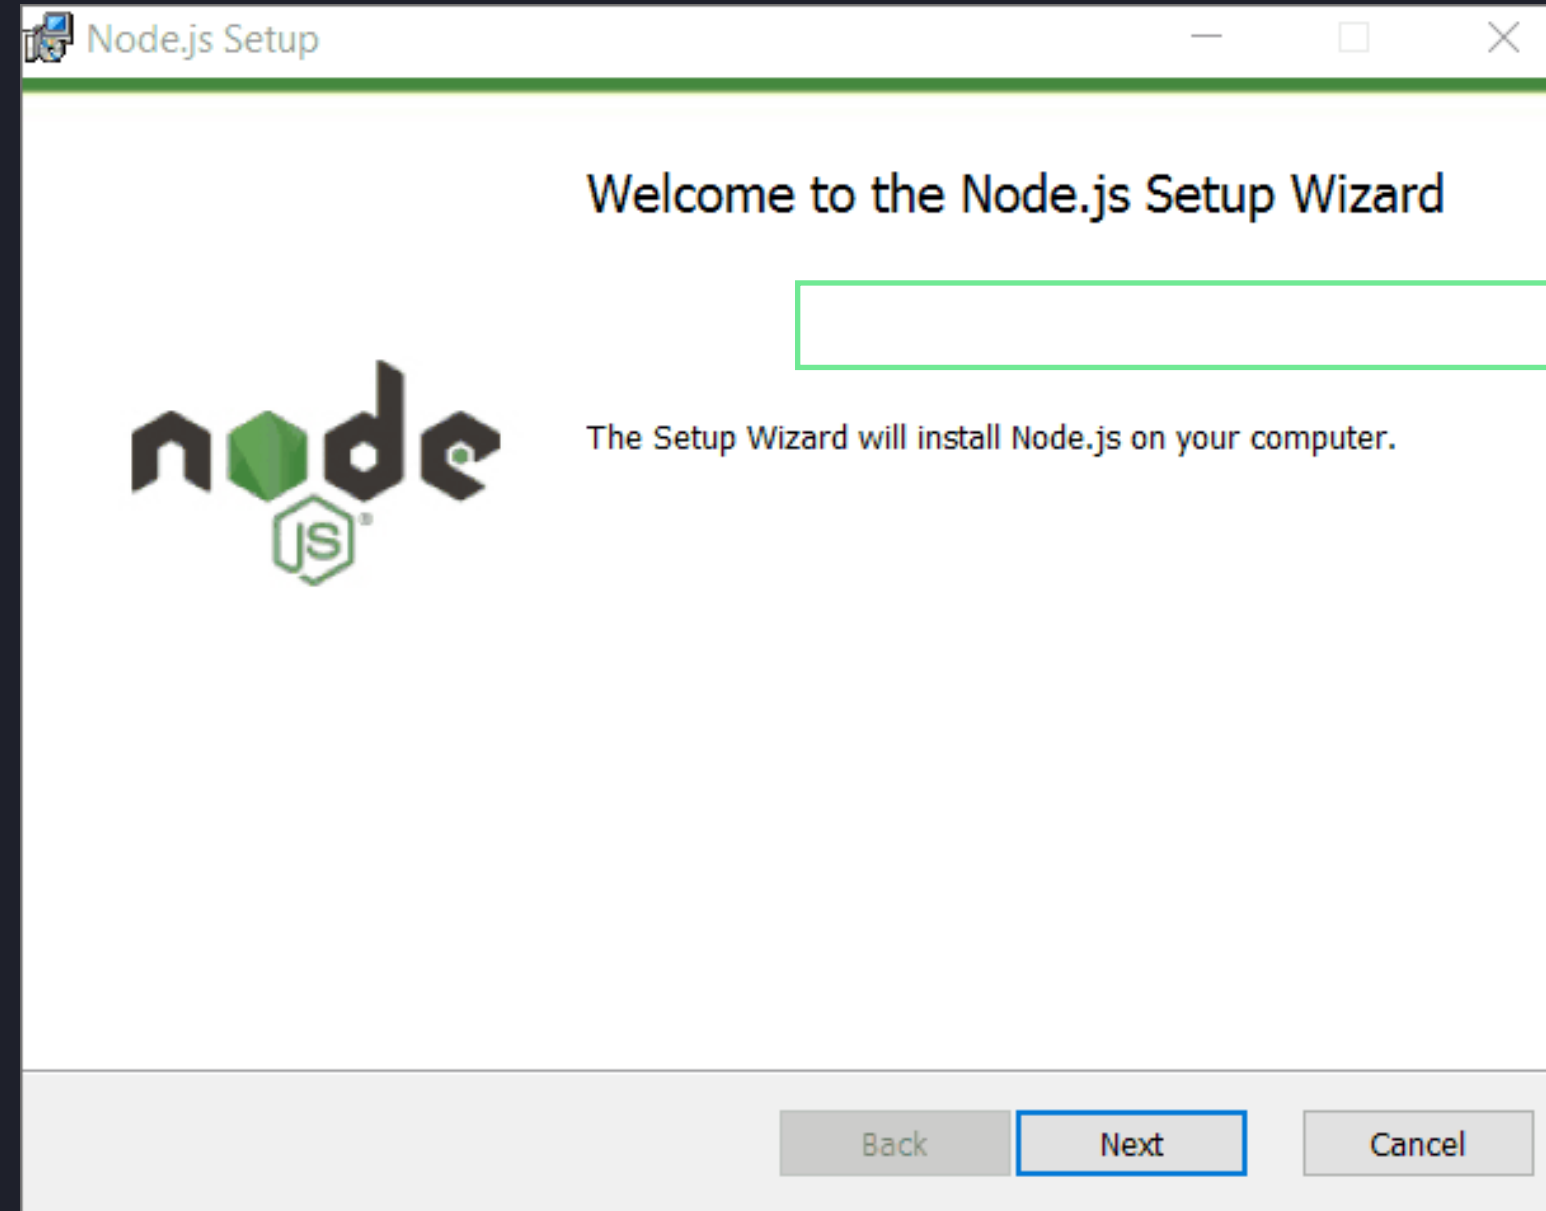 Node.js Setup
Welcome to the Node.js Setup Wizard
The Setup Wizard will install Node.js on your computer.
node
JS®
Back
Next
Cancel